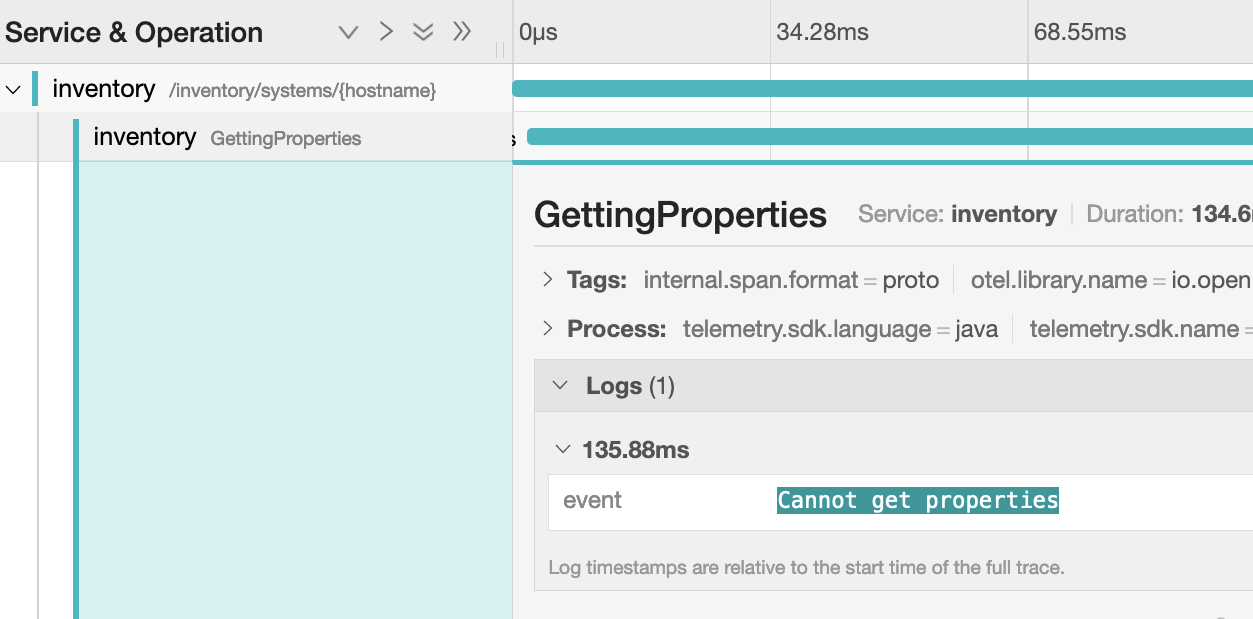 Service & Operation 0μs 34.28ms 68.55ms
inventory /inventory/systems/{hostname}
inventory GettingProperties
GettingProperties Service: inventory Duration: 134.6
Tags: internal.span.format = proto otel.library.name = io.open
Process: telemetry.sdk.language = java telemetry.sdk.name =
Logs (1)
135.88ms
event Cannot get properties
Log timestamps are relative to the start time of the full trace.